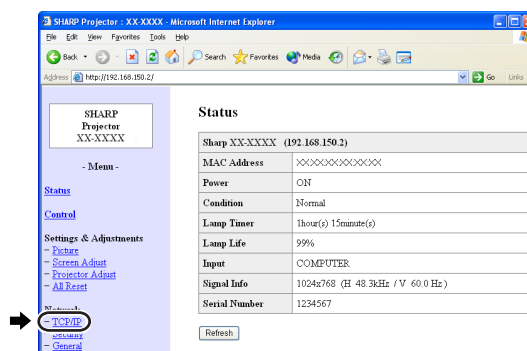 SHARP Projector : XX-XXXX - Microsoft Internet Explorer
File Edit View Favorites Tools Help
Back Search Favorites Media
Address http://192.168.150.2/ Go Links
SHARP
Projector
XX-XXXX
- Menu -
Status
Control
Settings & Adjustments
- Picture
- Screen Adjust
- Projector Adjust
- All Reset
Network
- TCP/IP
- Security
- General
Status
Sharp XX-XXXX (192.168.150.2)
MAC Address XXXXXXXXXXXX
Power ON
Condition Normal
Lamp Timer 1hour(s) 15minute(s)
Lamp Life 99%
Input COMPUTER
Signal Info 1024x768 (H 48.3kHz / V 60.0 Hz)
Serial Number 1234567
Refresh